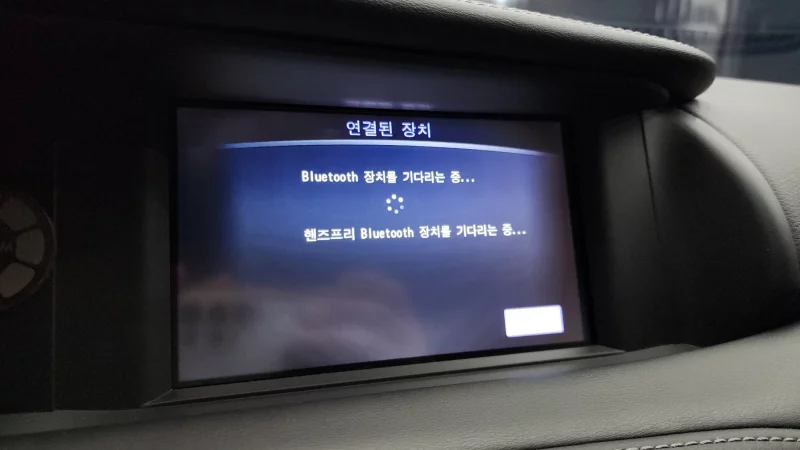 연결된 장치
Bluetooth 장치를 기다리는 중...
핸즈프리 Bluetooth 장치를 기다리는 중...